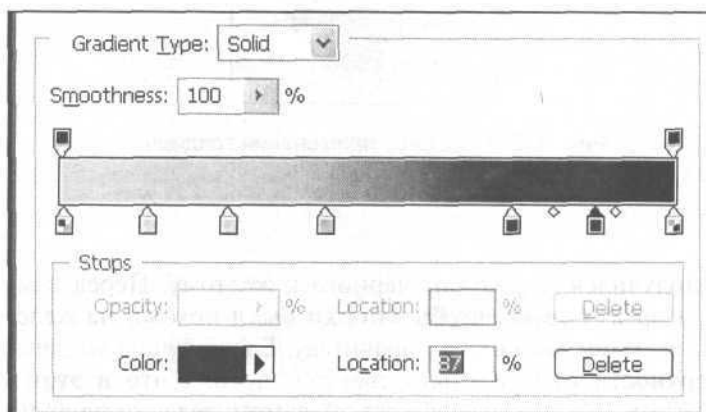 Gradient Type: Solid
Smoothness: 100 %
Stops
Opacity: % Location: % Delete
Color: Location: 87 % Delete